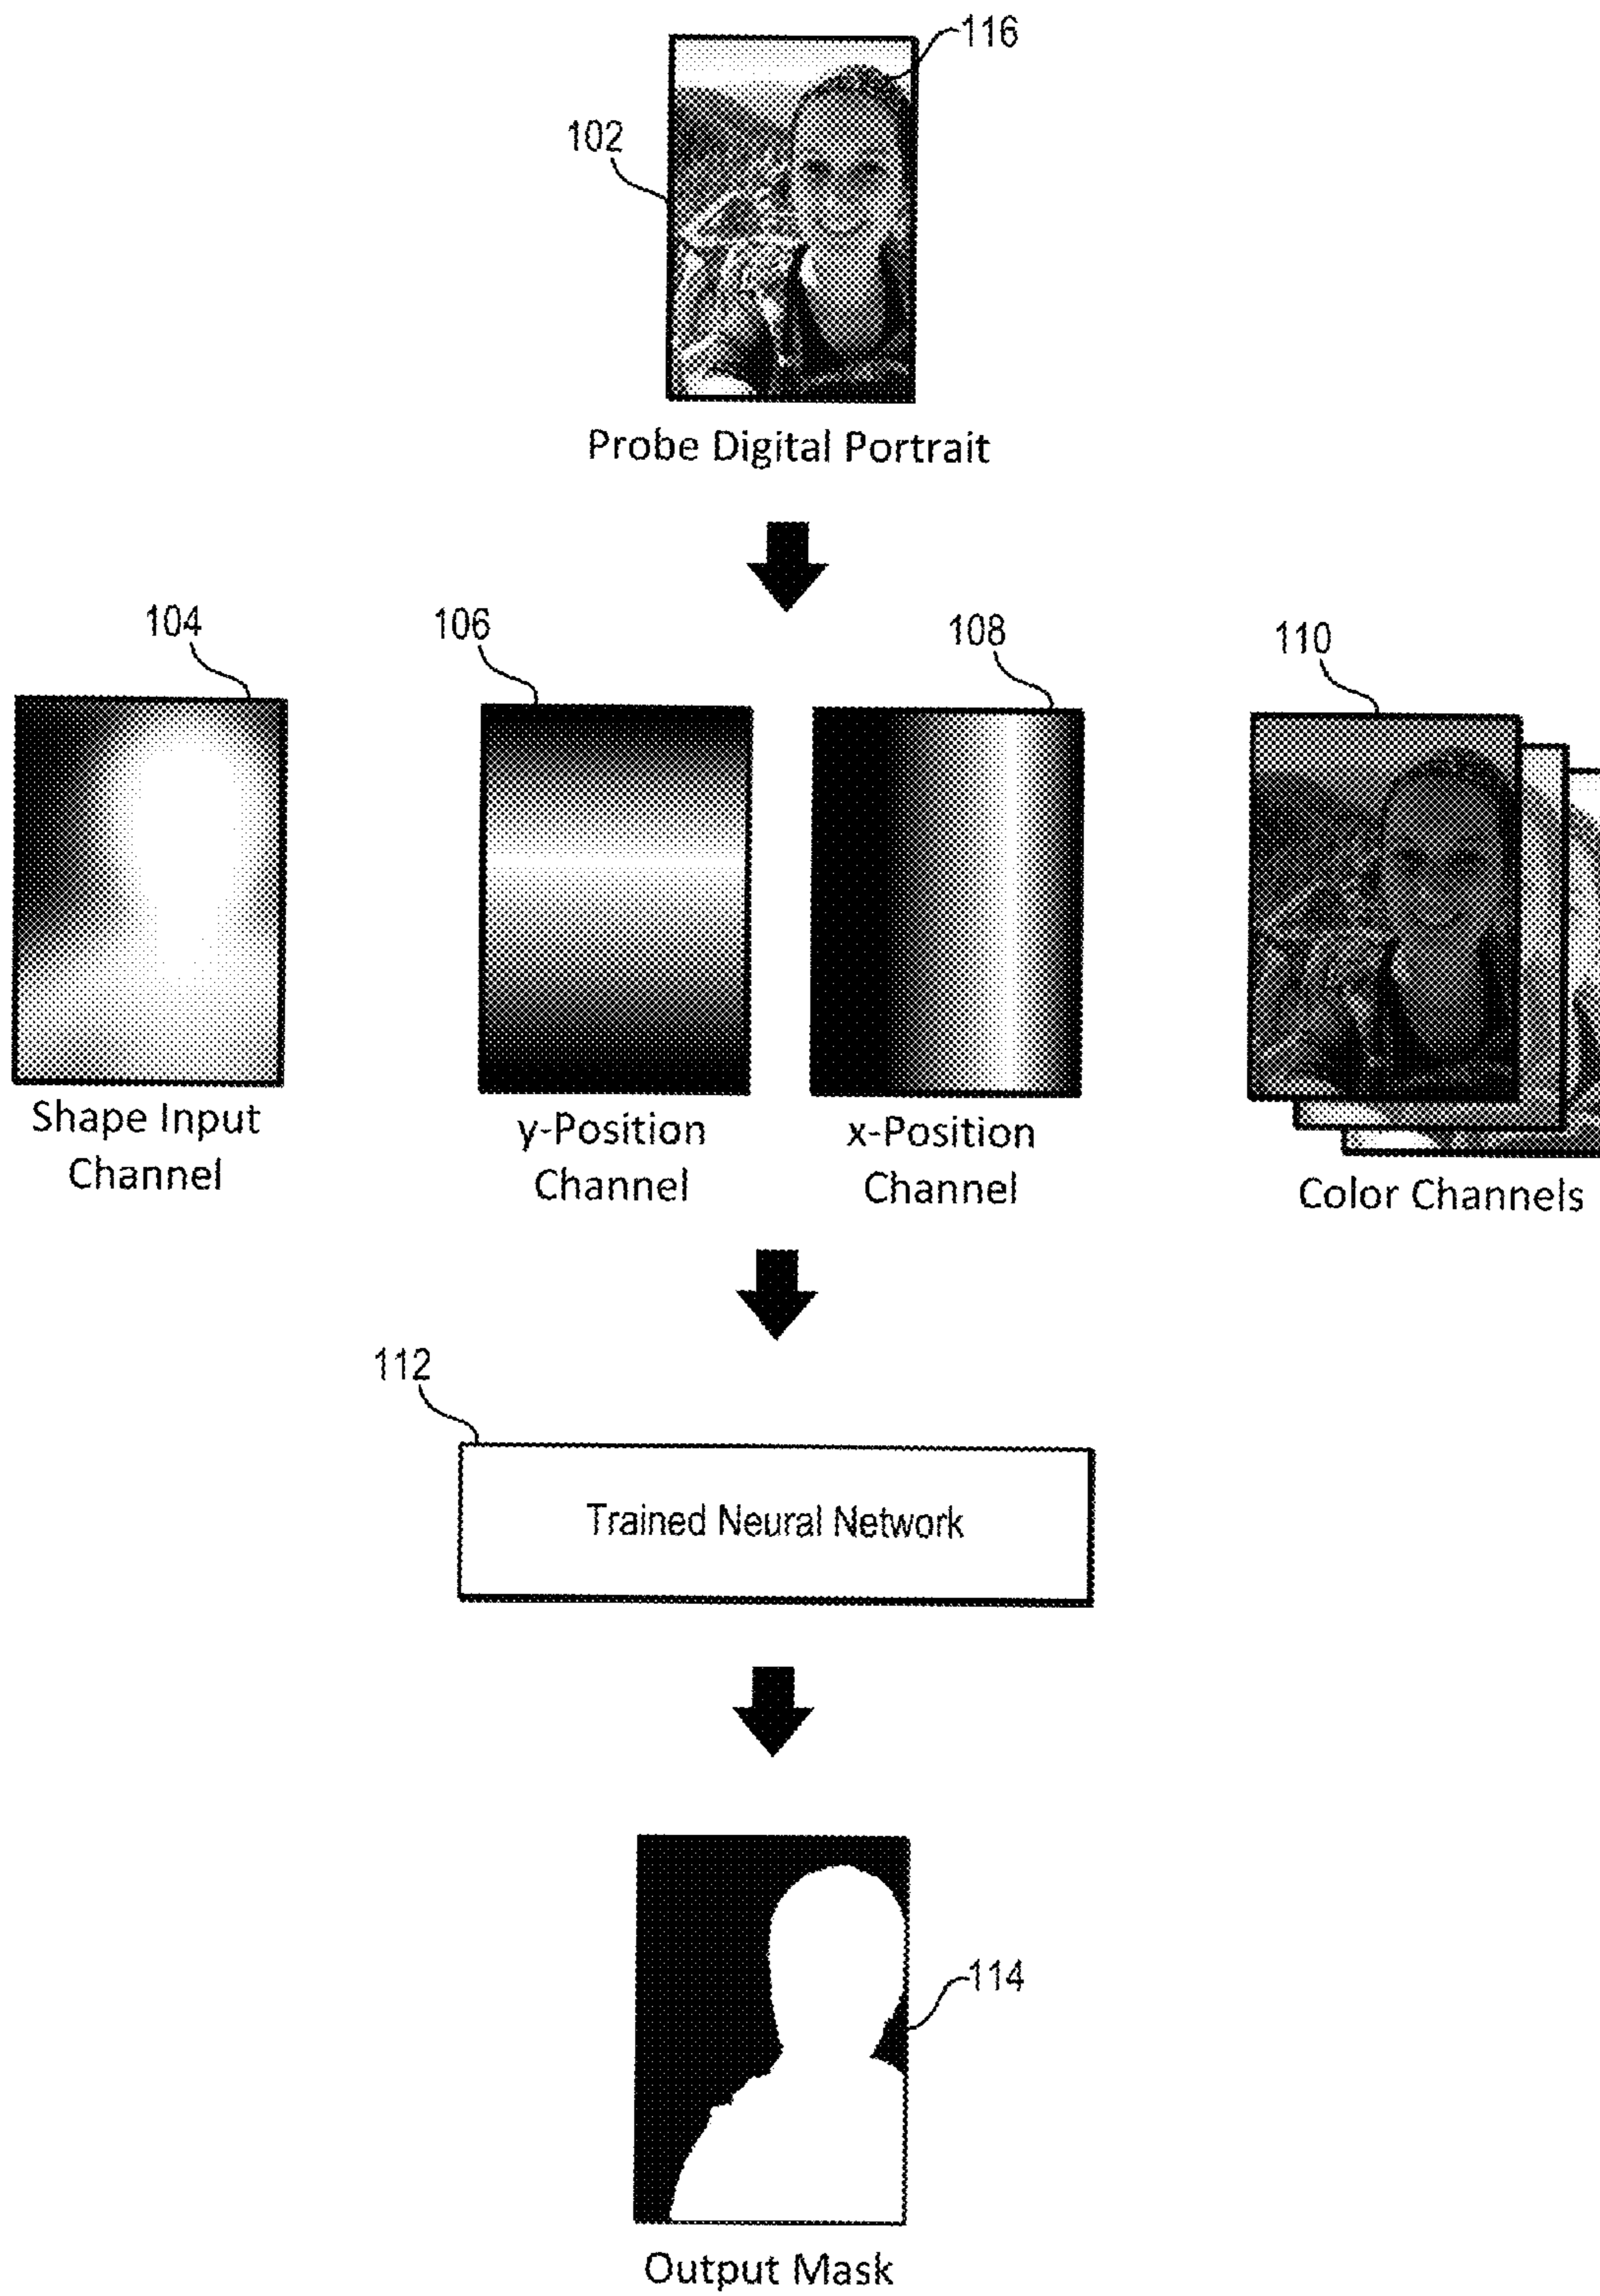 116
102
Probe Digital Portrait
104
106
108
110
Shape Input
Channel
y-Position
Channel
x-Position
Channel
Color Channels
112
Trained Neural Network
114
Output Mask